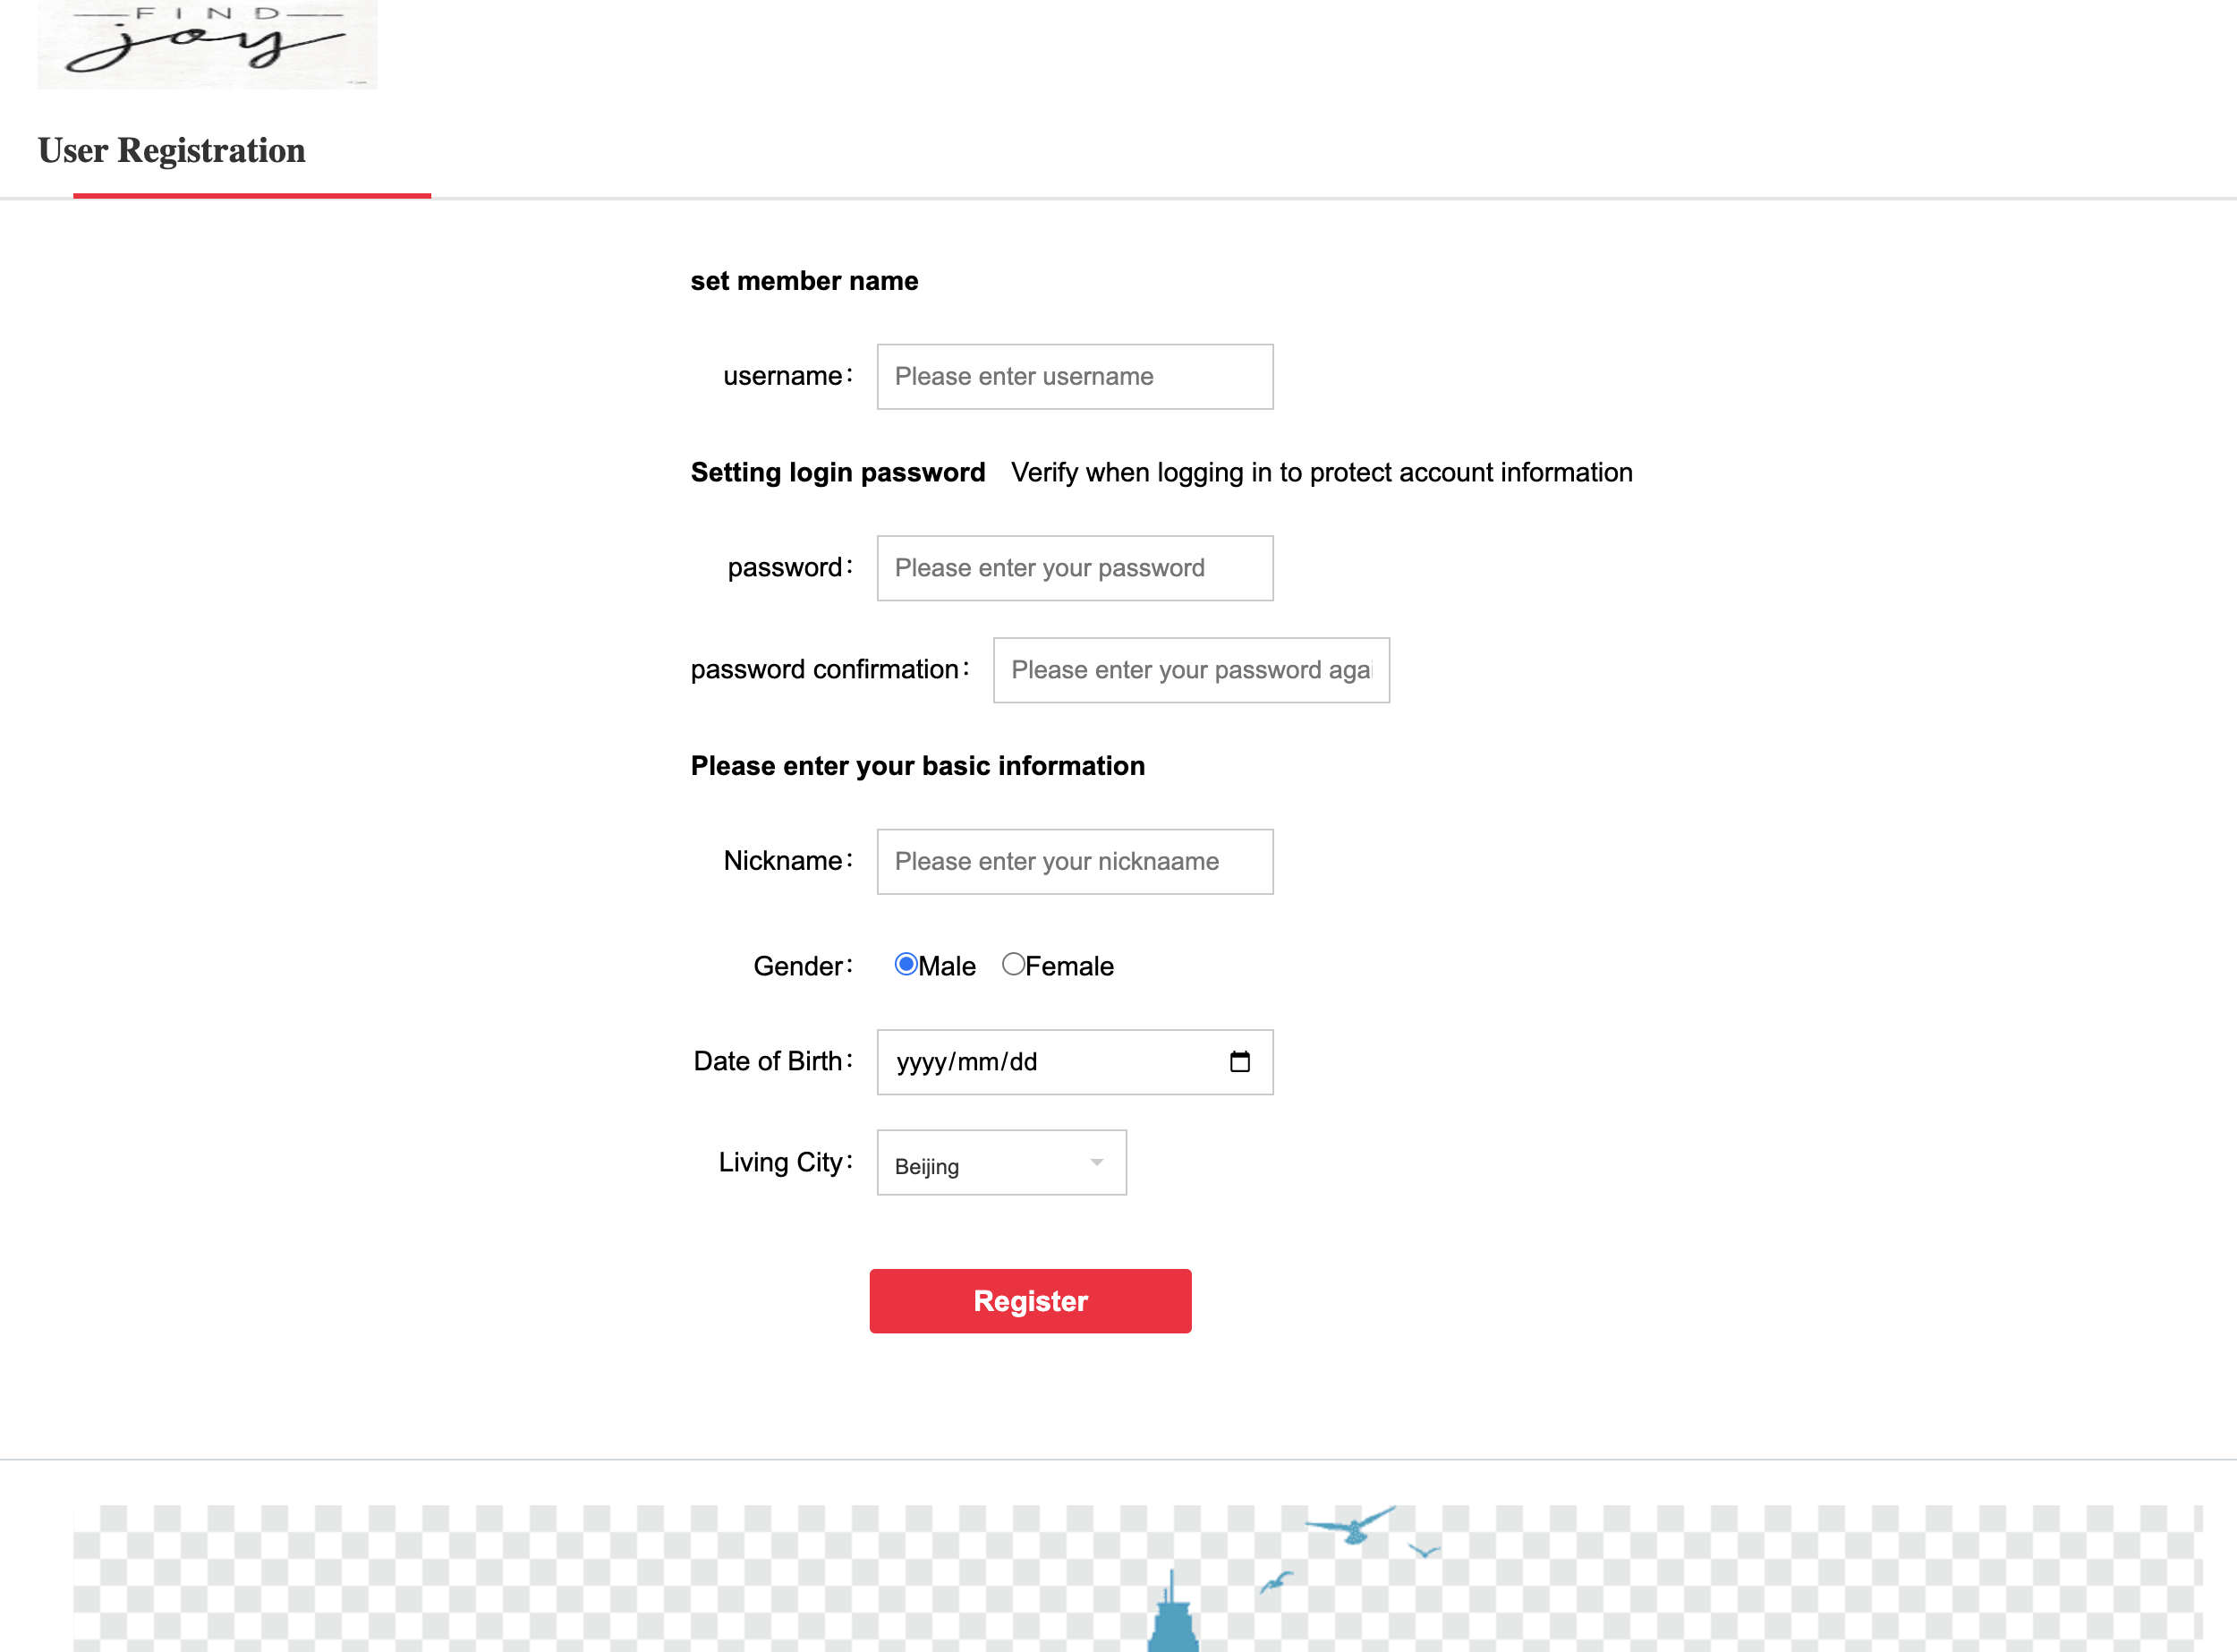 FIND
joy
User Registration
set member name
username： Please enter username
Setting login password Verify when logging in to protect account information
password： Please enter your password
password confirmation： Please enter your password agai
Please enter your basic information
Nickname： Please enter your nicknaame
Gender： Male Female
Date of Birth： yyyy/mm/dd
Living City： Beijing
Register